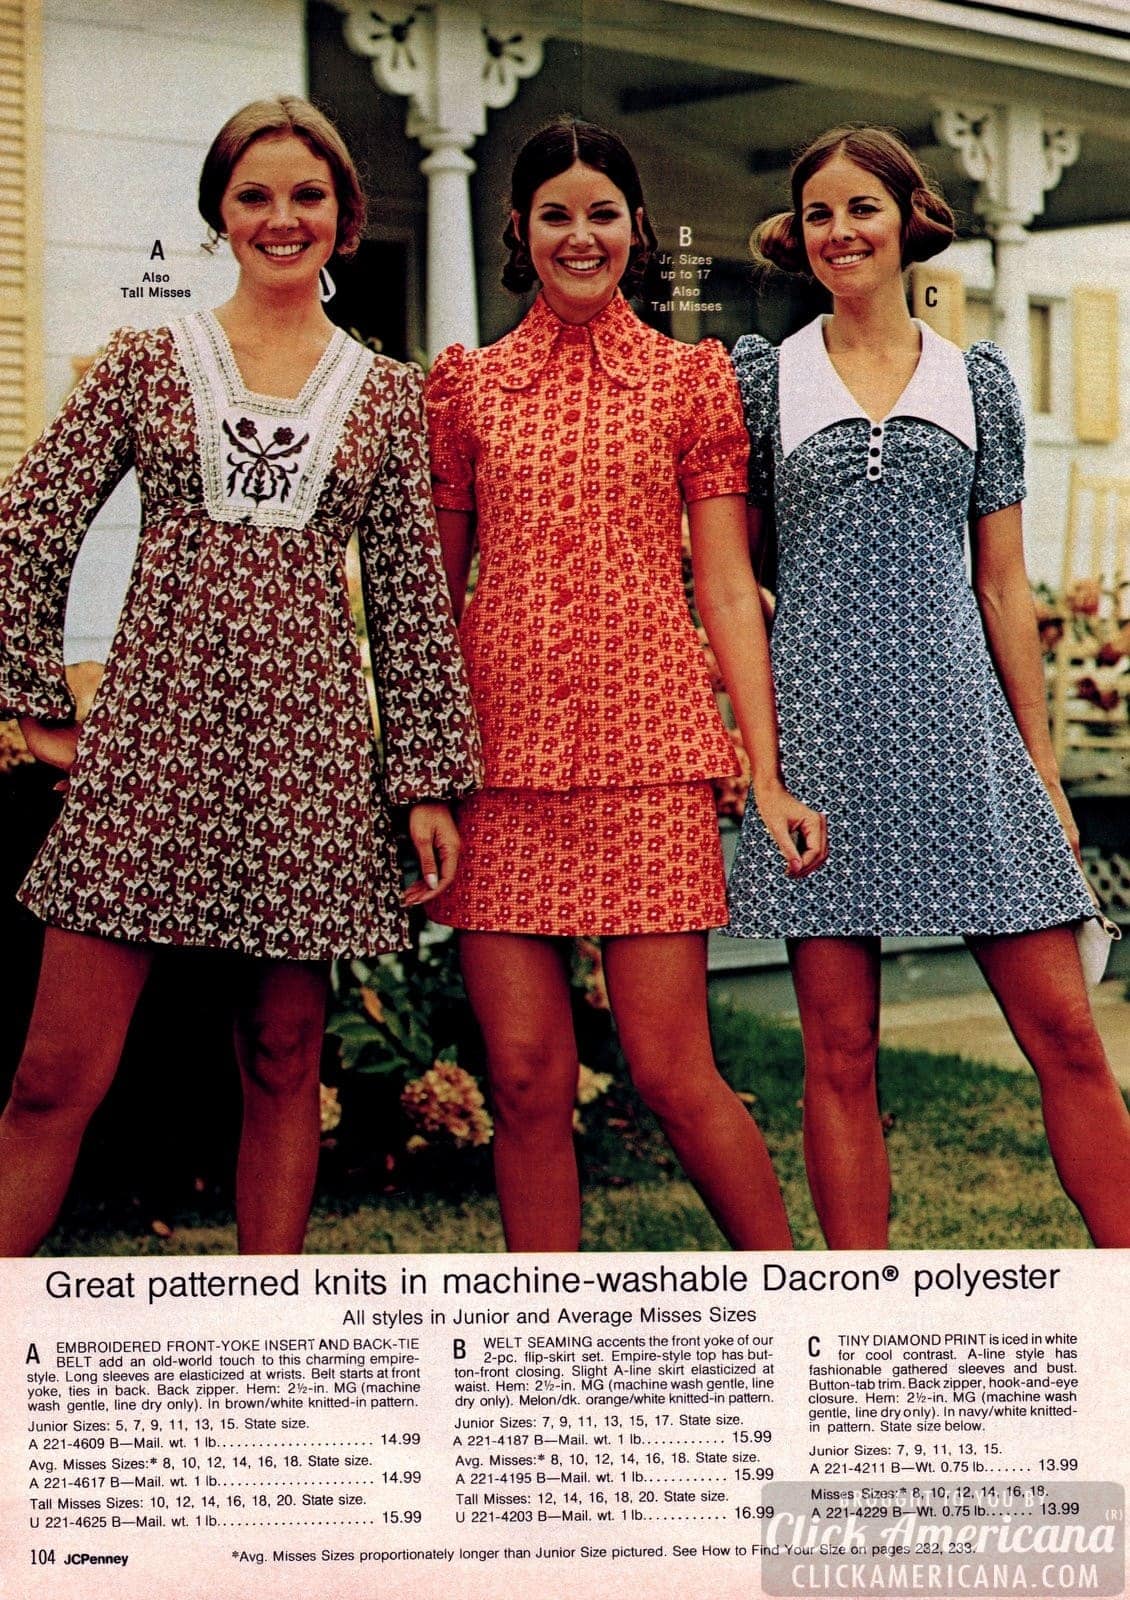 A
Also
Tall Misses
B
Jr. Sizes
up to 17
Also
Tall Misses
C
Great patterned knits in machine-washable Dacron® polyester
All styles in Junior and Average Misses Sizes
A EMBROIDERED FRONT-YOKE INSERT AND BACK-TIE
BELT add an old-world touch to this charming empire-
style. Long sleeves are elasticized at wrists. Belt starts at front
yoke, ties in back. Back zipper. Hem: 2½-in. MG (machine
wash gentle, line dry only). In brown/white knitted-in pattern.
Junior Sizes: 5, 7, 9, 11, 13, 15. State size.
A 221-4609 B—Mail. wt. 1 lb...................... 14.99
Avg. Misses Sizes:* 8, 10, 12, 14, 16, 18. State size.
A 221-4617 B—Mail. wt. 1 lb...................... 14.99
Tall Misses Sizes: 10, 12, 14, 16, 18, 20. State size.
U 221-4625 B—Mail. wt. 1 lb...................... 15.99
B WELT SEAMING accents the front yoke of our
2-pc. flip-skirt set. Empire-style top has but-
ton-front closing. Slight A-line skirt elasticized at
waist. Hem: 2½-in. MG (machine wash gentle, line
dry only). Melon/dk. orange/white knitted-in pattern.
Junior Sizes: 7, 9, 11, 13, 15, 17. State size.
A 221-4187 B—Mail. wt. 1 lb............ 15.99
Avg. Misses Sizes:* 8, 10, 12, 14, 16, 18. State size.
A 221-4195 B—Mail. wt. 1 lb............ 15.99
Tall Misses Sizes: 12, 14, 16, 18, 20. State size.
U 221-4203 B—Mail. wt. 1 lb............ 16.99
C TINY DIAMOND PRINT is iced in white
for cool contrast. A-line style has
fashionable gathered sleeves and bust.
Button-tab trim. Back zipper, hook-and-eye
closure. Hem: 2½-in. MG (machine wash
gentle, line dry only). In navy/white knitted-
in pattern. State size below.
Junior Sizes: 7, 9, 11, 13, 15.
A 221-4211 B—Wt. 0.75 lb....... 13.99
Misses Sizes:* 8, 10, 12, 14, 16, 18.
A 221-4229 B—Wt. 0.75 lb....... 13.99
104 JCPenney
*Avg. Misses Sizes proportionately longer than Junior Size pictured. See How to Find Your Size on pages 232, 233.
BROUGHT TO YOU BY
Click Americana (R)
CLICKAMERICANA.COM